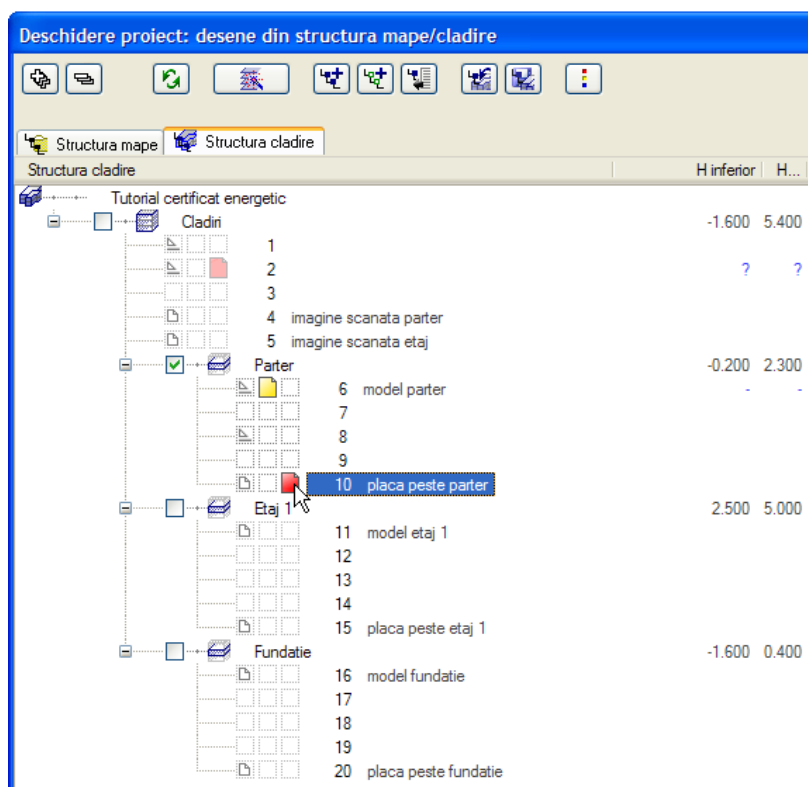 Deschidere proiect: desene din structura mape/cladire
Structura mape Structura cladire
Structura cladire H inferior H...
Tutorial certificat energetic
Cladiri -1.600 5.400
1
2 ? ?
3
4 imagine scanata parter
5 imagine scanata etaj
Parter -0.200 2.300
6 model parter - -
7
8
9
10 placa peste parter
Etaj 1 2.500 5.000
11 model etaj 1
12
13
14
15 placa peste etaj 1
Fundatie -1.600 0.400
16 model fundatie
17
18
19
20 placa peste fundatie